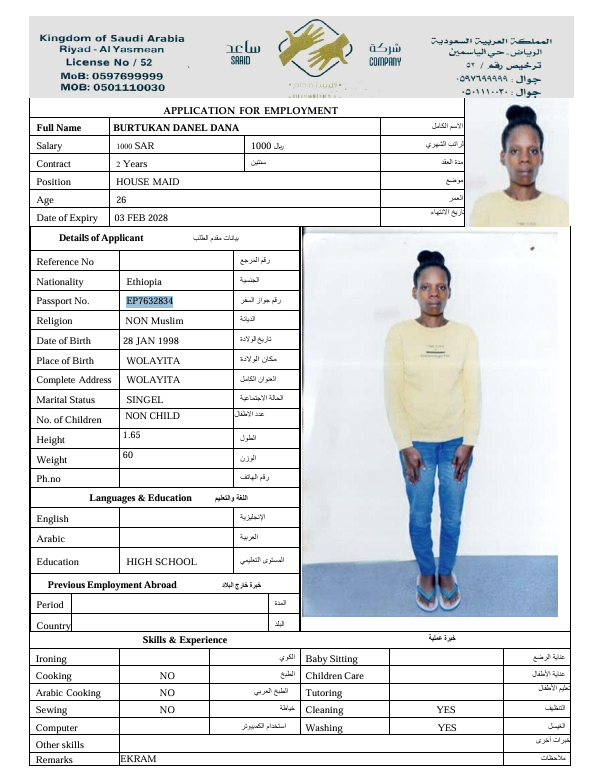 Kingdom of Saudi Arabia
Riyadh - Al Yasmean
License No / 52
MoB: 0597699999
MOB: 0501110030
ساعد
SAAID
شركة
COMPANY
المملكة العربية السعودية
الرياض. حي الياسمين
ترخيص رقم / ٥٢
جوال : ٠٥٩٧٦٩٩٩٩٩
جوال: ٠٥٠١١١٠٠٣٠
APPLICATION FOR EMPLOYMENT
Full Name BURTUKAN DANEL DANA الاسم الكامل
Salary 1000 SAR 1000 ريال الراتب الشهري
Contract 2 Years سنتين مدة العقد
Position HOUSE MAID موضع
Age 26 العمر
Date of Expiry 03 FEB 2028 تاريخ الانتهاء
Details of Applicant بيانات مقدم الطلب
Reference No رقم المرجع
Nationality Ethiopia الجنسية
Passport No. EP7632834 رقم جواز السفر
Religion NON Muslim الديانة
Date of Birth 28 JAN 1998 تاريخ الولادة
Place of Birth WOLAYITA مكان الولادة
Complete Address WOLAYITA العنوان الكامل
Marital Status SINGEL الحالة الاجتماعية
No. of Children NON CHILD عدد الاطفال
Height 1.65 الطول
Weight 60 الوزن
Ph.no رقم الهاتف
Languages & Education اللغة والتعليم
English الإنجليزية
Arabic العربية
Education HIGH SCHOOL المستوى التعليمي
Previous Employment Abroad خبرة خارج البلاد
Period المدة
Country البلد
Skills & Experience خبرة عملية
Ironing الكوي Baby Sitting عناية الرضع
Cooking NO الطبخ Children Care عناية الأطفال
Arabic Cooking NO الطبخ العربي Tutoring تعليم الأطفال
Sewing NO خياطة Cleaning YES التنظيف
Computer استخدام الكمبيوتر Washing YES الغسيل
Other skills خبرات أخرى
Remarks EKRAM ملاحظات